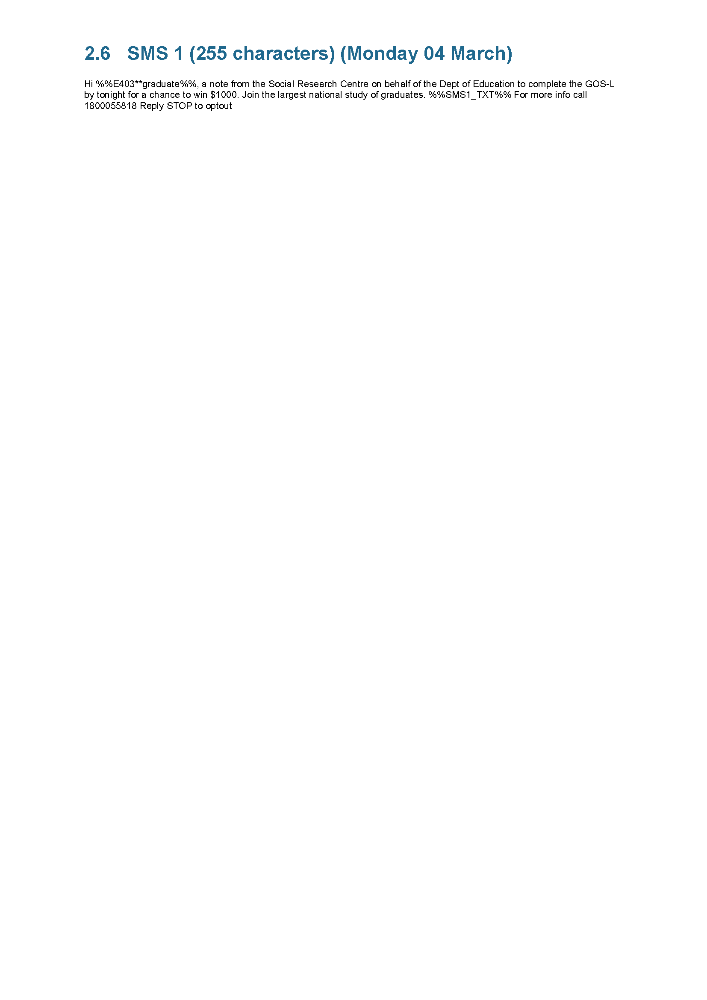 2.6 SMS 1 (255 characters) (Monday 04 March)
Hi %%E403**graduate%%, a note from the Social Research Centre on behalf of the Dept of Education to complete the GOS-L
by tonight for a chance to win $1000. Join the largest national study of graduates. %%SMS1_TXT%% For more info call
1800055818 Reply STOP to optout